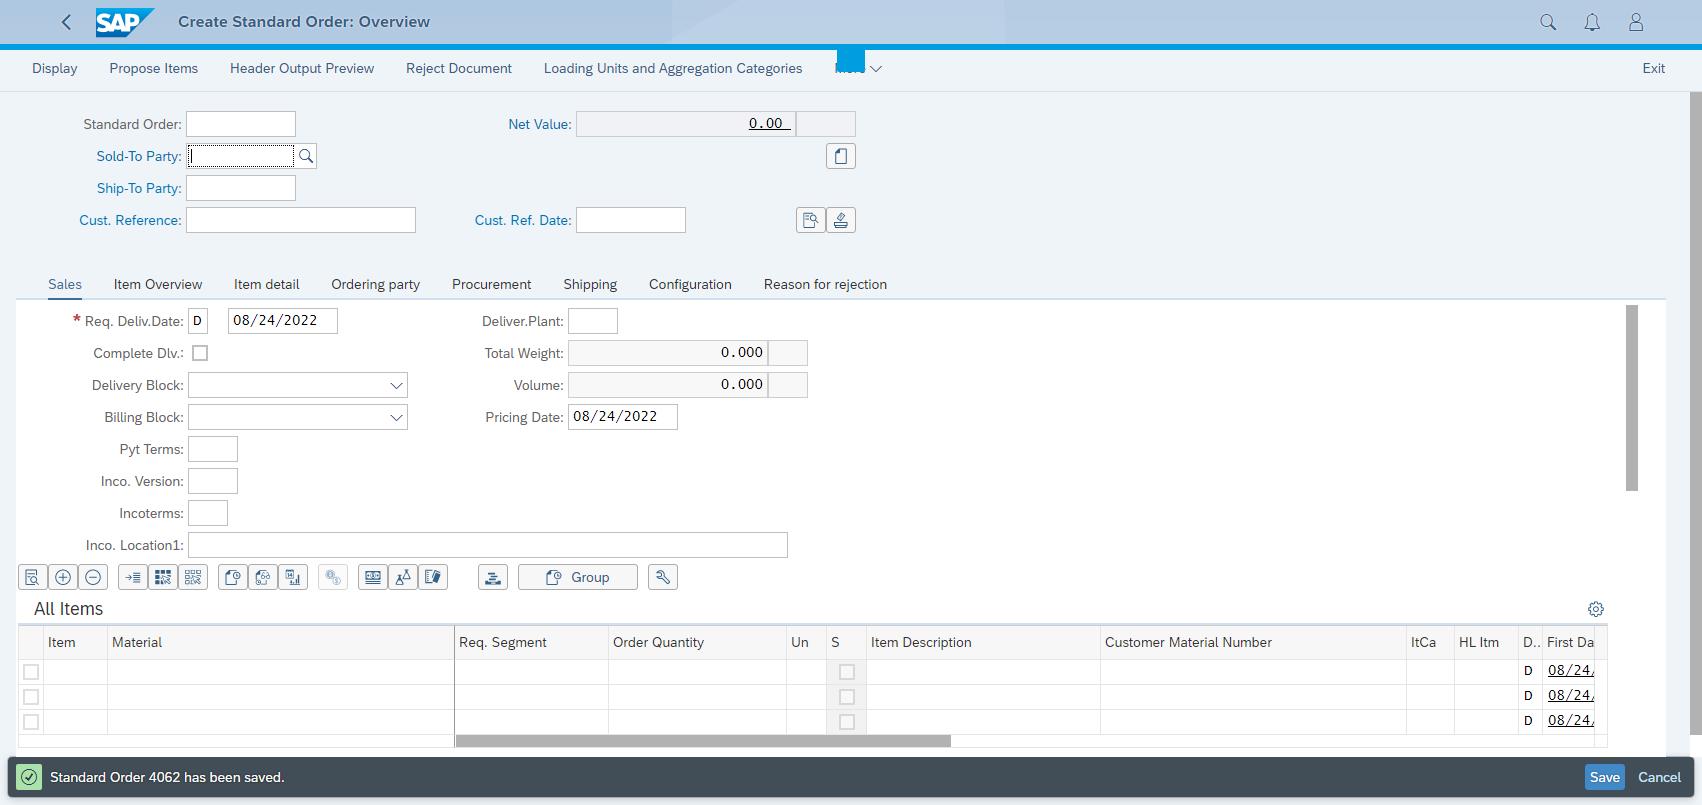 SAP Create Standard Order: Overview
Display Propose Items Header Output Preview Reject Document Loading Units and Aggregation Categories Exit
Standard Order: Net Value: 0.00
Sold-To Party:
Ship-To Party:
Cust. Reference: Cust. Ref. Date:
Sales Item Overview Item detail Ordering party Procurement Shipping Configuration Reason for rejection
* Req. Deliv.Date: D 08/24/2022 Deliver.Plant:
Complete Dlv.: Total Weight: 0.000
Delivery Block: Volume: 0.000
Billing Block: Pricing Date: 08/24/2022
Pyt Terms:
Inco. Version:
Incoterms:
Inco. Location1:
Group
All Items
Item Material Req. Segment Order Quantity Un S Item Description Customer Material Number ItCa HL Itm D.. First Da
D 08/24/
D 08/24/
D 08/24/
Standard Order 4062 has been saved. Save Cancel